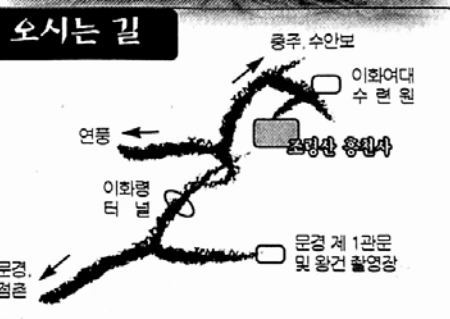 오시는 길
충주, 수안보
이화여대
수 련 원
연풍
조령산 흥천사
이화령
터 널
문경 제 1관문
및 왕건 촬영장
문경,
점촌